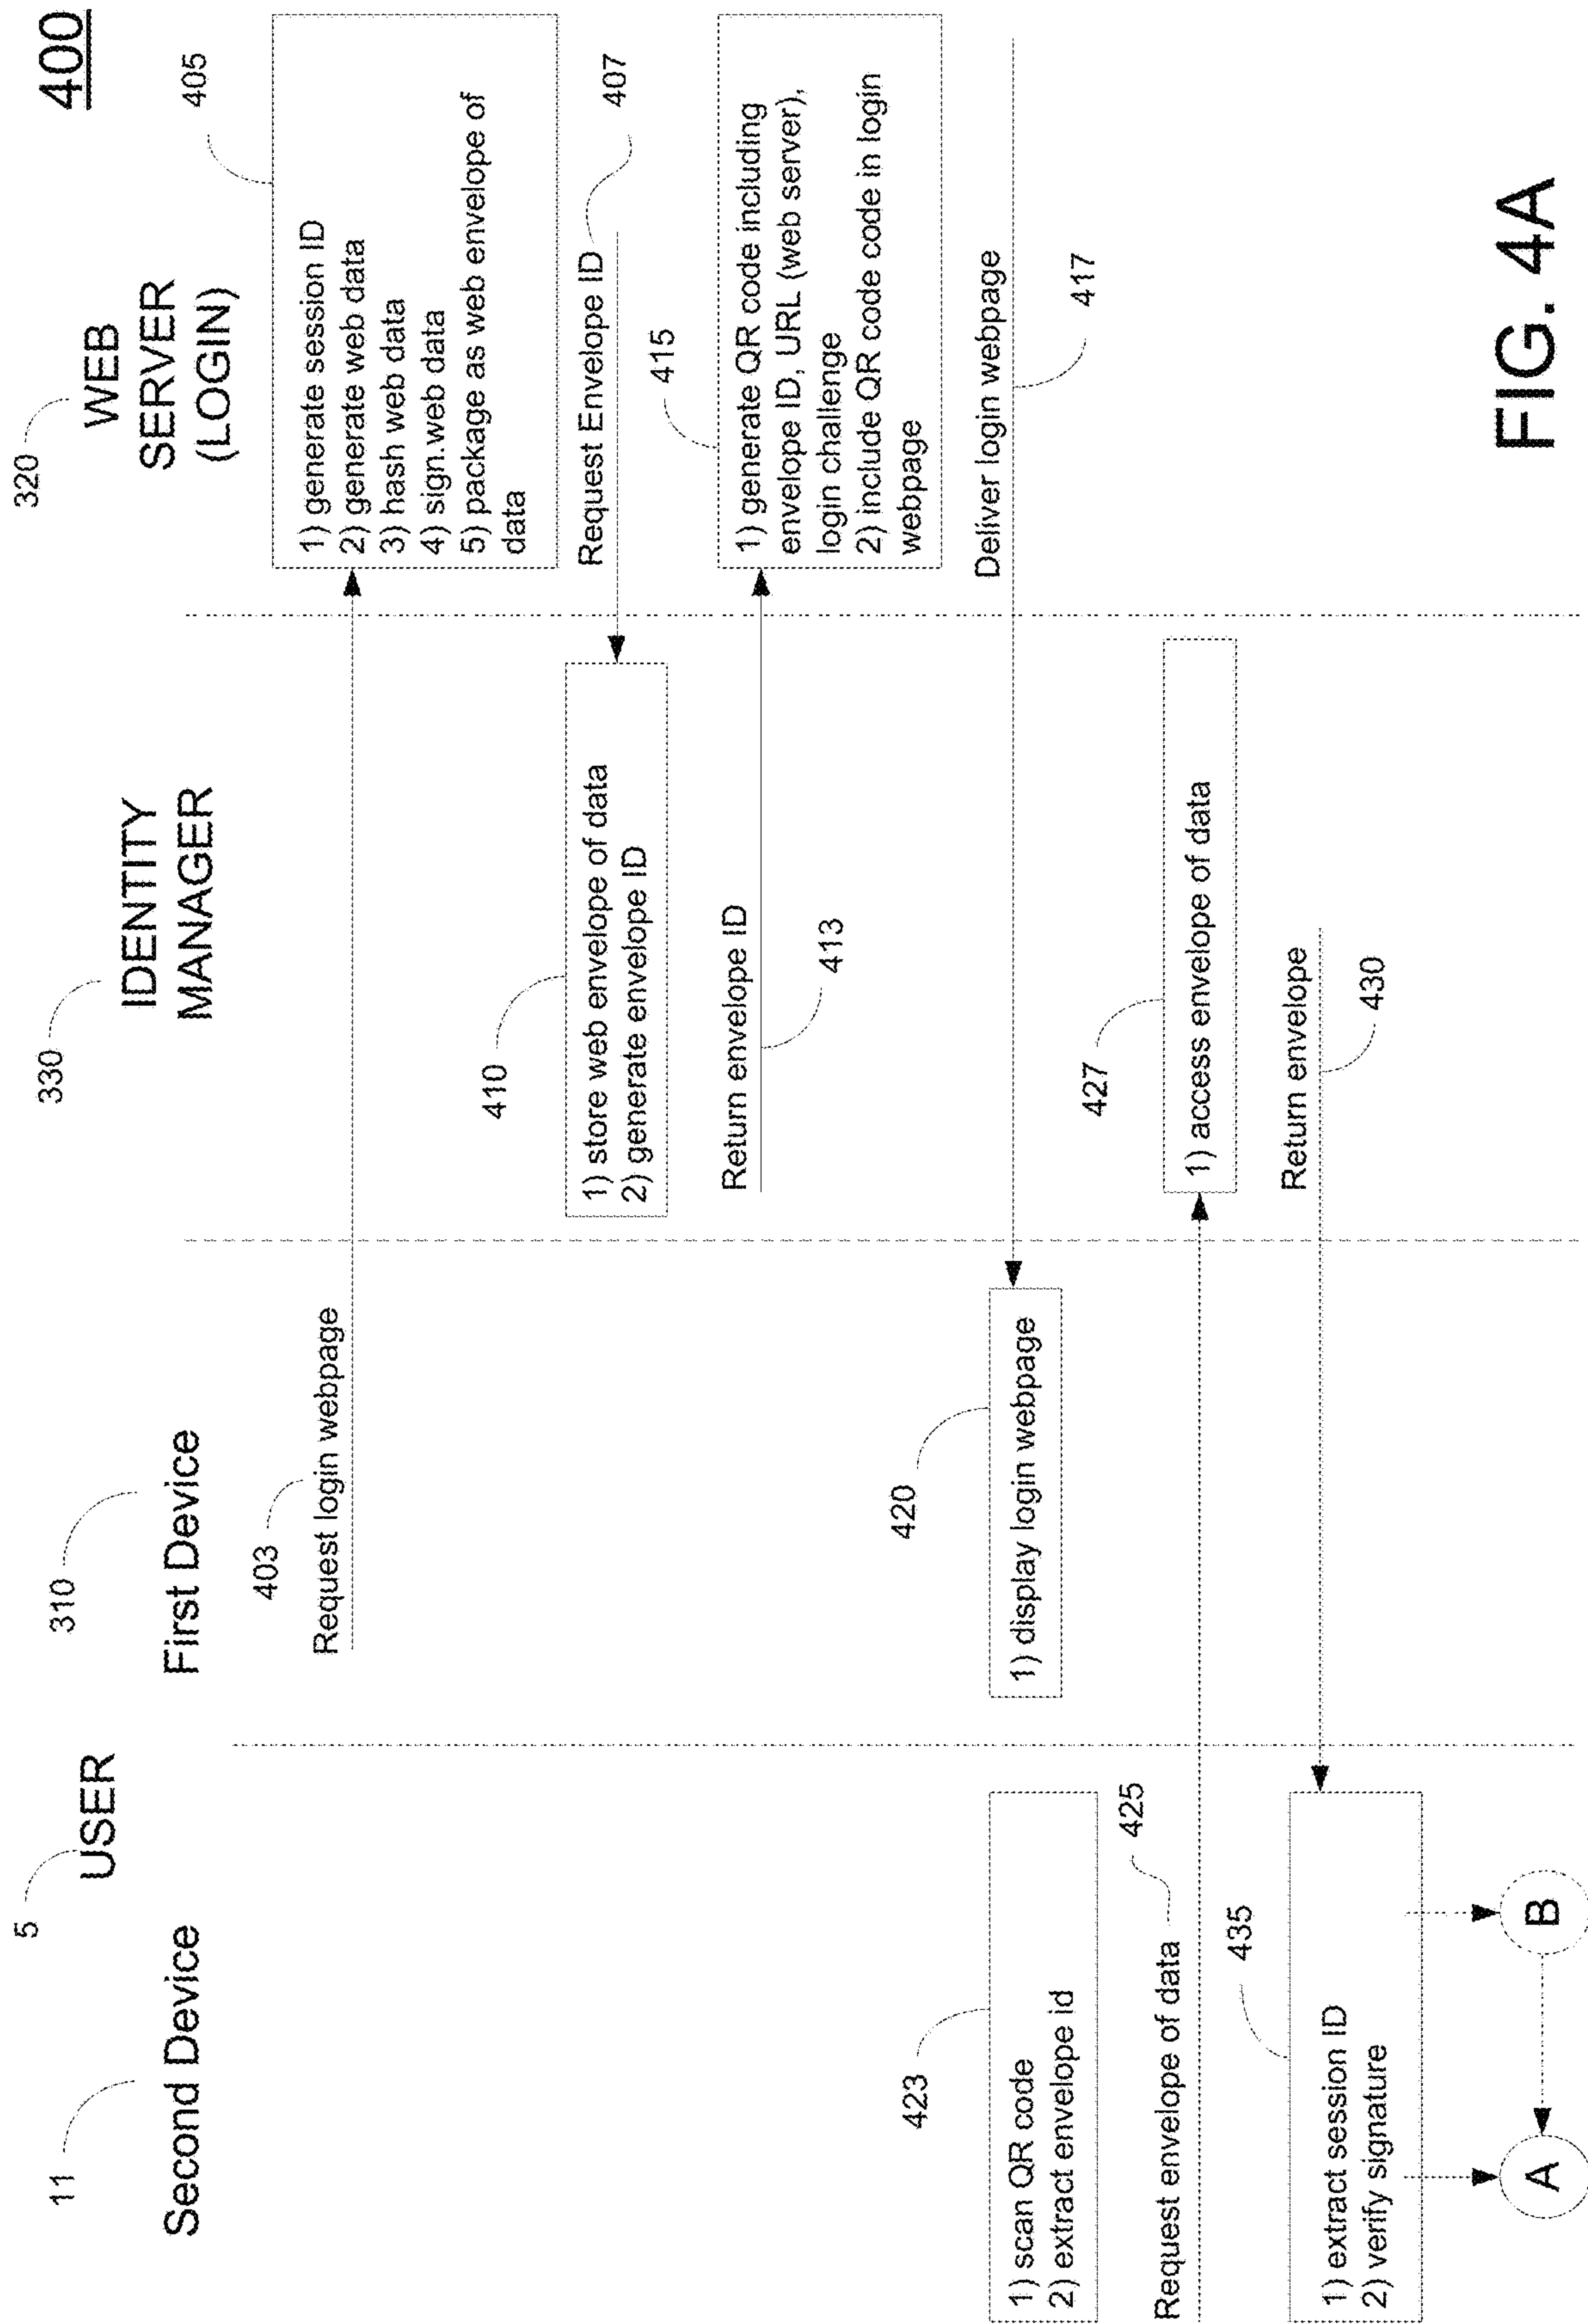 400
5
USER
11
Second Device
310
First Device
330
IDENTITY
MANAGER
320
WEB
SERVER
(LOGIN)
403
Request login webpage
405
1) generate session ID
2) generate web data
3) hash web data
4) sign.web data
5) package as web envelope of
data
Request Envelope ID
407
410
1) store web envelope of data
2) generate envelope ID
Return envelope ID
413
415
1) generate QR code including
envelope ID, URL (web server),
login challenge
2) include QR code code in login
webpage
Deliver login webpage
417
420
1) display login webpage
423
1) scan QR code
2) extract envelope id
Request envelope of data
425
427
1) access envelope of data
Return envelope
430
435
1) extract session ID
2) verify signature
A
B
FIG. 4A